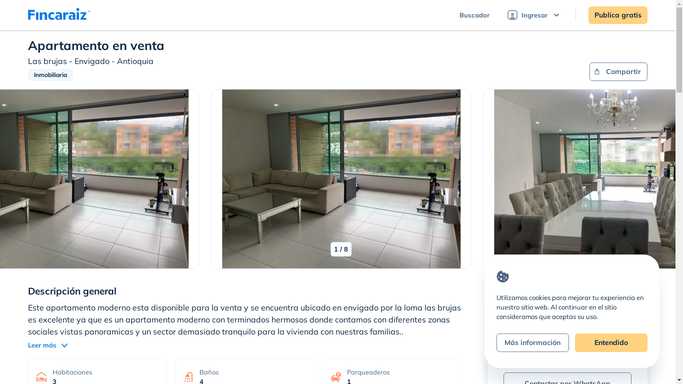 Fincaraiz
Buscador
Ingresar
Publica gratis
Apartamento en venta
Las brujas - Envigado - Antioquia
Inmobiliaria
Compartir
1 / 8
Descripción general
Este apartamento moderno esta disponible para la venta y se encuentra ubicado en envigado por la loma las brujas
es excelente ya que es un apartamento moderno con terminados hermosos donde contamos con diferentes zonas
sociales vistas panoramicas y un sector demasiado tranquilo para la vivienda con nuestras familias..
Leer más
Habitaciones
3
Baños
4
Parqueaderos
1
Utilizamos cookies para mejorar tu experiencia en
nuestro sitio web. Al continuar en el sitio
consideramos que aceptas su uso.
Más información
Entendido
Contactar por WhatsApp